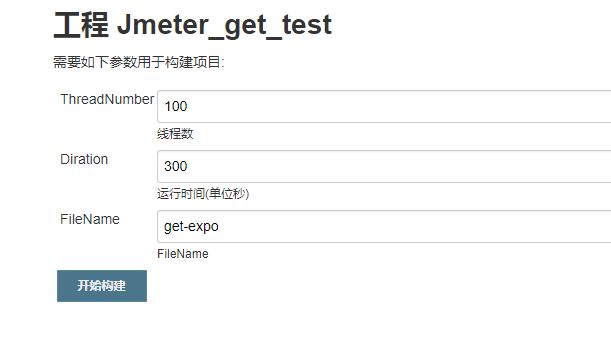 工程 Jmeter_get_test
需要如下参数用于构建项目:
ThreadNumber 100
线程数
Diration 300
运行时间(单位秒)
FileName get-expo
FileName
开始构建